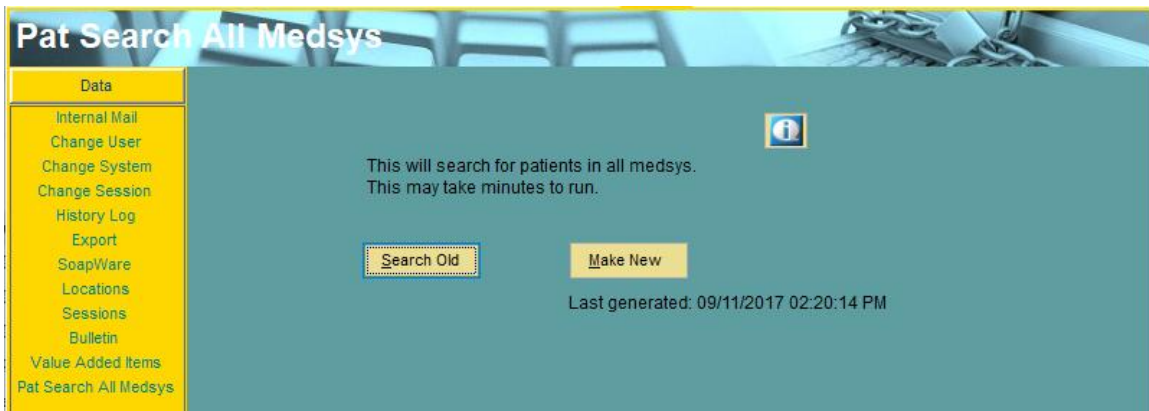 Pat Search All Medsys
Data
Internal Mail
Change User
Change System
Change Session
History Log
Export
SoapWare
Locations
Sessions
Bulletin
Value Added Items
Pat Search All Medsys
This will search for patients in all medsys.
This may take minutes to run.
Search Old
Make New
Last generated: 09/11/2017 02:20:14 PM